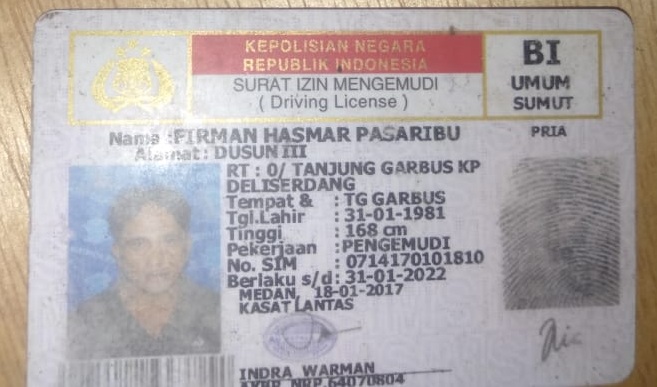 KEPOLISIAN NEGARA
REPUBLIK INDONESIA
SURAT IZIN MENGEMUDI
( Driving License )
BI
UMUM
SUMUT
Nama : FIRMAN HASMAR PASARIBU
PRIA
Alamat : DUSUN III
RT : 0/ TANJUNG GARBUS KP
DELISERDANG
Tempat & : TG GARBUS
Tgl.Lahir : 31-01-1981
Tinggi : 168 cm
Pekerjaan : PENGEMUDI
No. SIM : 0714170101810
Berlaku s/d : 31-01-2022
MEDAN, 18-01-2017
KASAT LANTAS
INDRA WARMAN
AKBP NRP.64070804